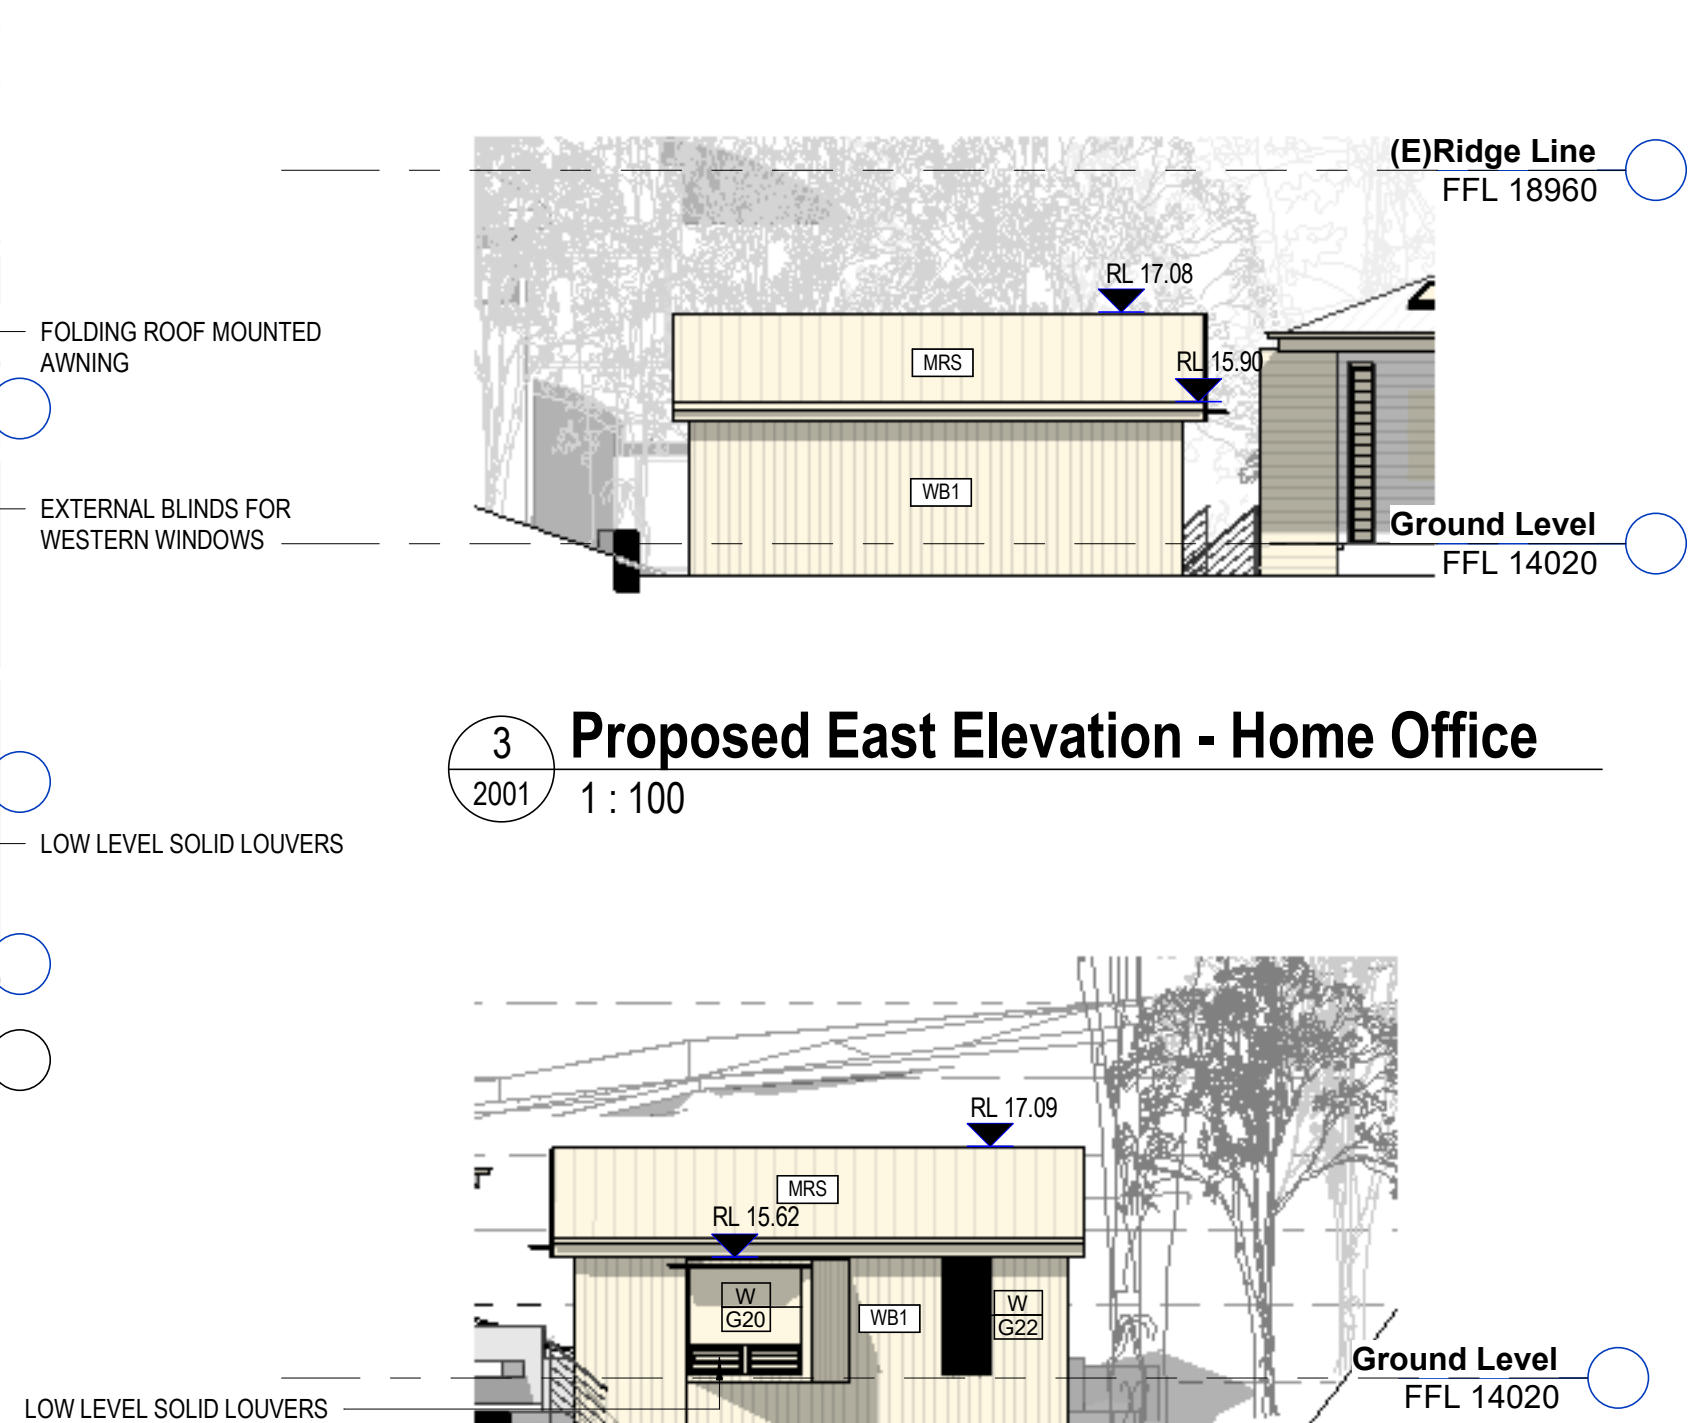 (E)Ridge Line
FFL 18960
RL 17.08
FOLDING ROOF MOUNTED
AWNING
MRS
RL 15.90
WB1
EXTERNAL BLINDS FOR
WESTERN WINDOWS
Ground Level
FFL 14020
3
2001
Proposed East Elevation - Home Office
1 : 100
LOW LEVEL SOLID LOUVERS
RL 17.09
MRS
RL 15.62
W
G20
WB1
W
G22
Ground Level
FFL 14020
LOW LEVEL SOLID LOUVERS